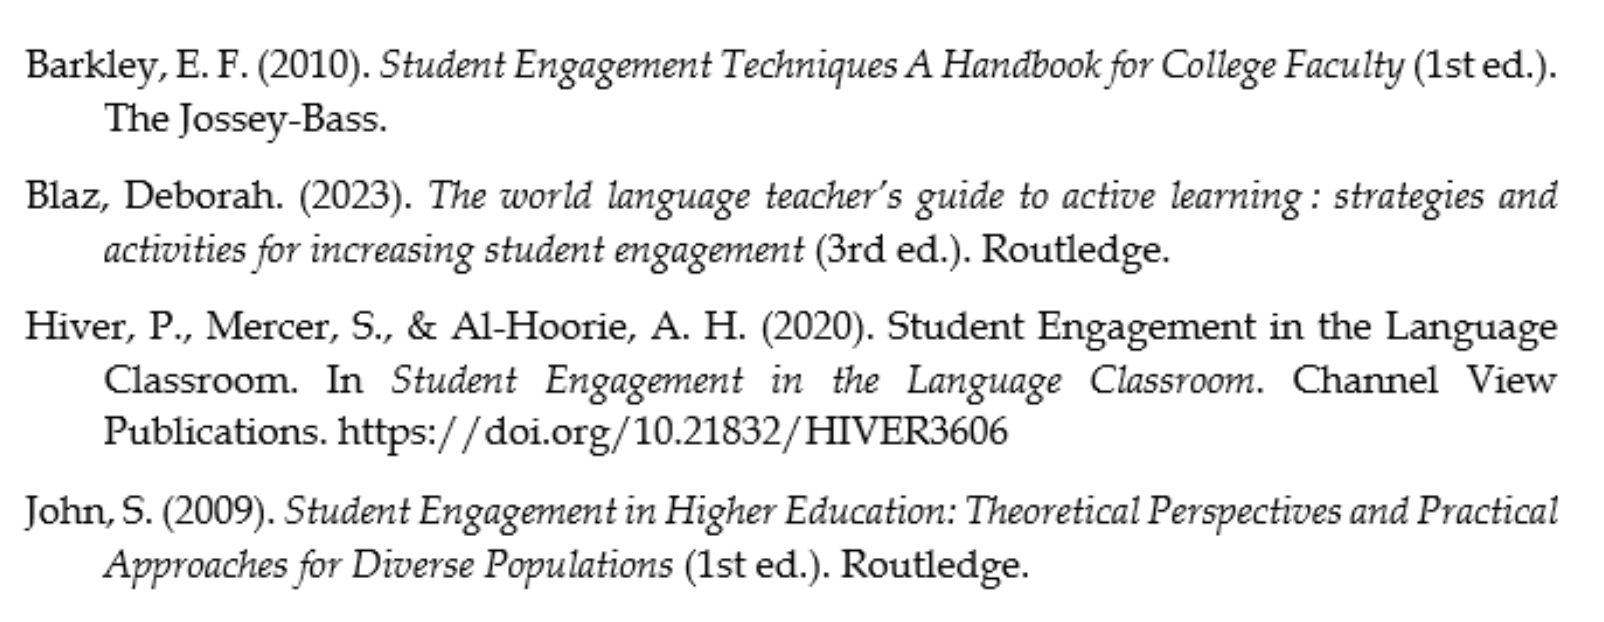 Barkley, E. F. (2010). Student Engagement Techniques A Handbook for College Faculty (1st ed.).
The Jossey-Bass.
Blaz, Deborah. (2023). The world language teacher's guide to active learning : strategies and
activities for increasing student engagement (3rd ed.). Routledge.
Hiver, P., Mercer, S., & Al-Hoorie, A. H. (2020). Student Engagement in the Language
Classroom. In Student Engagement in the Language Classroom. Channel View
Publications. https://doi.org/10.21832/HIVER3606
John, S. (2009). Student Engagement in Higher Education: Theoretical Perspectives and Practical
Approaches for Diverse Populations (1st ed.). Routledge.